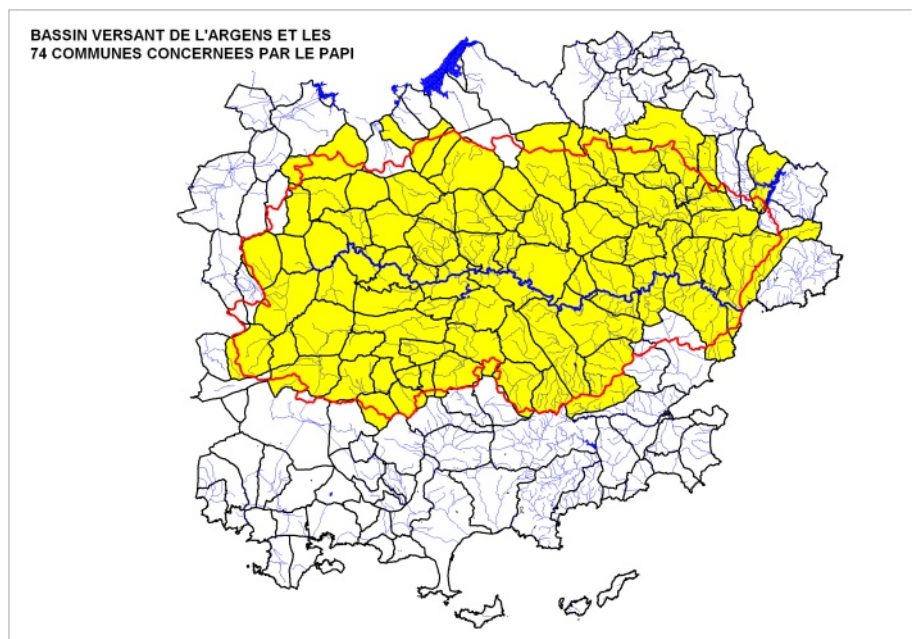 BASSIN VERSANT DE L'ARGENS ET LES
74 COMMUNES CONCERNEES PAR LE PAPI